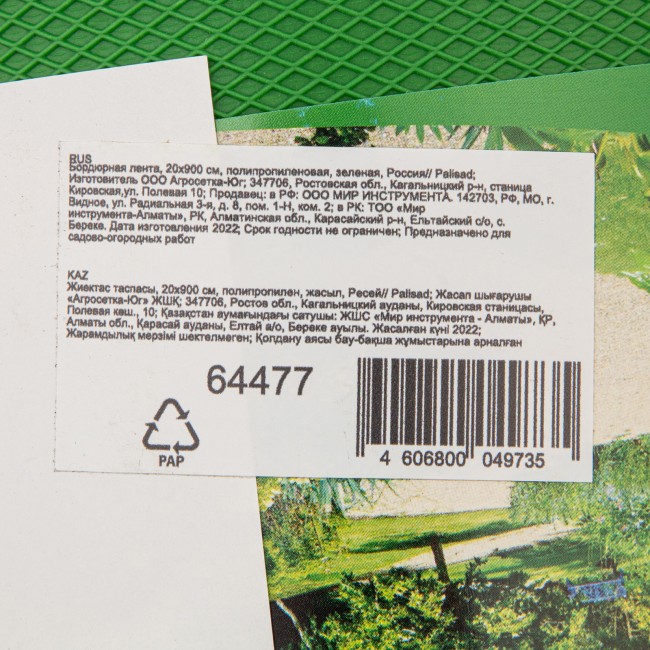 RUS
Бордюрная лента, 20х900 см, полипропиленовая, зеленая, Россия// Palisad;
Изготовитель ООО Агросетка-Юг; 347706, Ростовская обл., Кагальницкий р-н, станица
Кировская,ул. Полевая 10; Продавец: в РФ: ООО МИР ИНСТРУМЕНТА. 142703, РФ, МО, г.
Видное, ул. Радиальная 3-я, д. 8, пом. 1-Н, ком. 2; в РК: ТОО «Мир
инструмента-Алматы», РК, Алматинская обл., Карасайский р-н, Ельтайский с/о, с.
Береке. Дата изготовления 2022; Срок годности не ограничен; Предназначено для
садово-огородных работ
KAZ
Жиектас таспасы, 20х900 см, полипропилен, жасыл, Ресей// Palisad; Жасап шығарушы
«Агросетка-Юг» ЖШҚ; 347706, Ростов обл., Кагальницкий ауданы, Кировская станицасы,
Полевая көш., 10; Қазақстан аумағындағы сатушы: ЖШС «Мир инструмента - Алматы», ҚР,
Алматы обл., Қарасай ауданы, Елтай а/о, Береке ауылы. Жасалған күні 2022;
Жарамдылық мерзімі шектелмеген; Қолдану аясы бау-бақша жұмыстарына арналған
64477
PAP
4 606800 049735